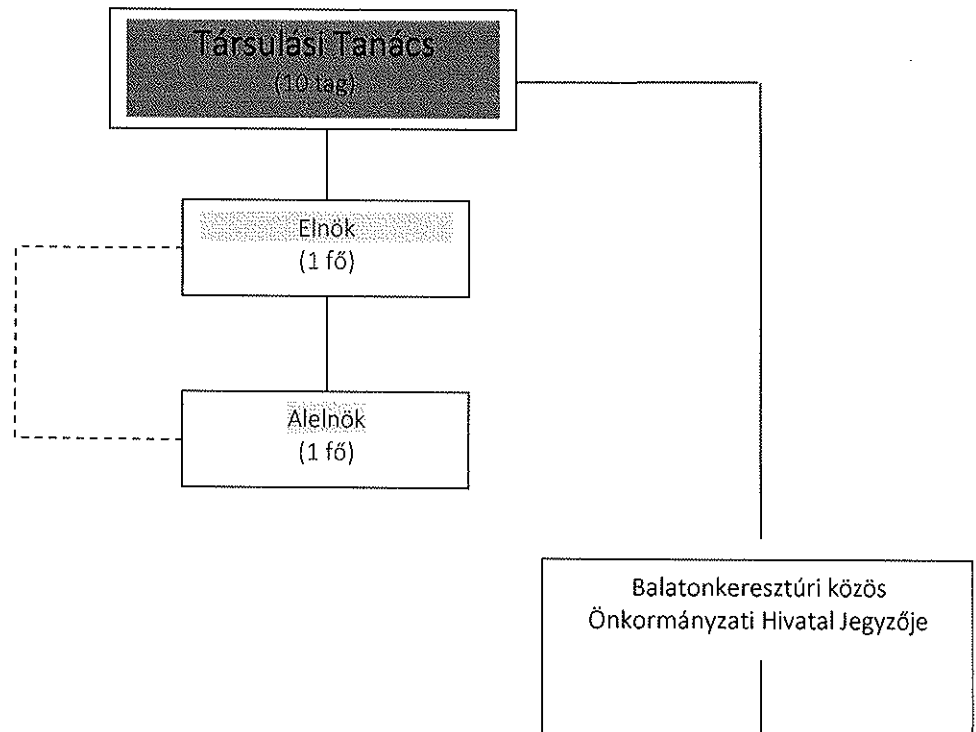 Társulási Tanács
(10 tag)
Elnök
(1 fő)
Alelnök
(1 fő)
Balatonkeresztúri közös
Önkormányzati Hivatal Jegyzője